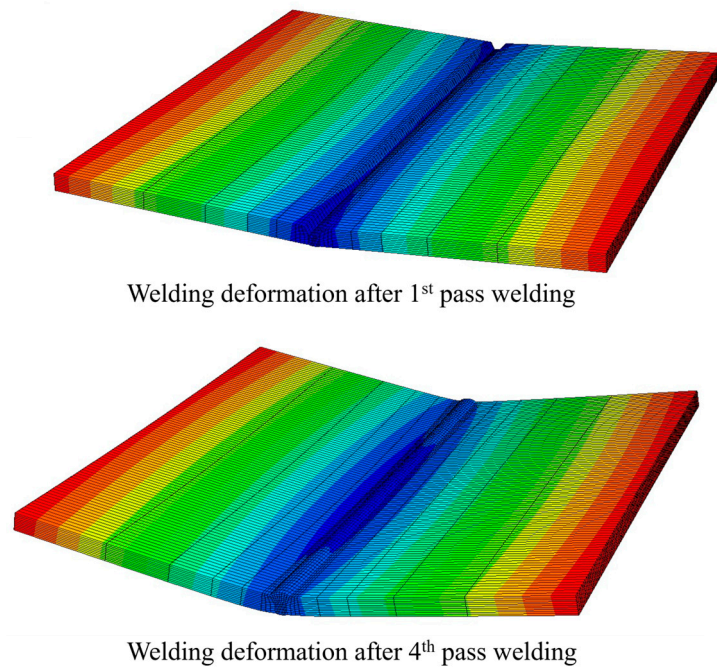 Welding deformation after 1st pass welding
Welding deformation after 4th pass welding